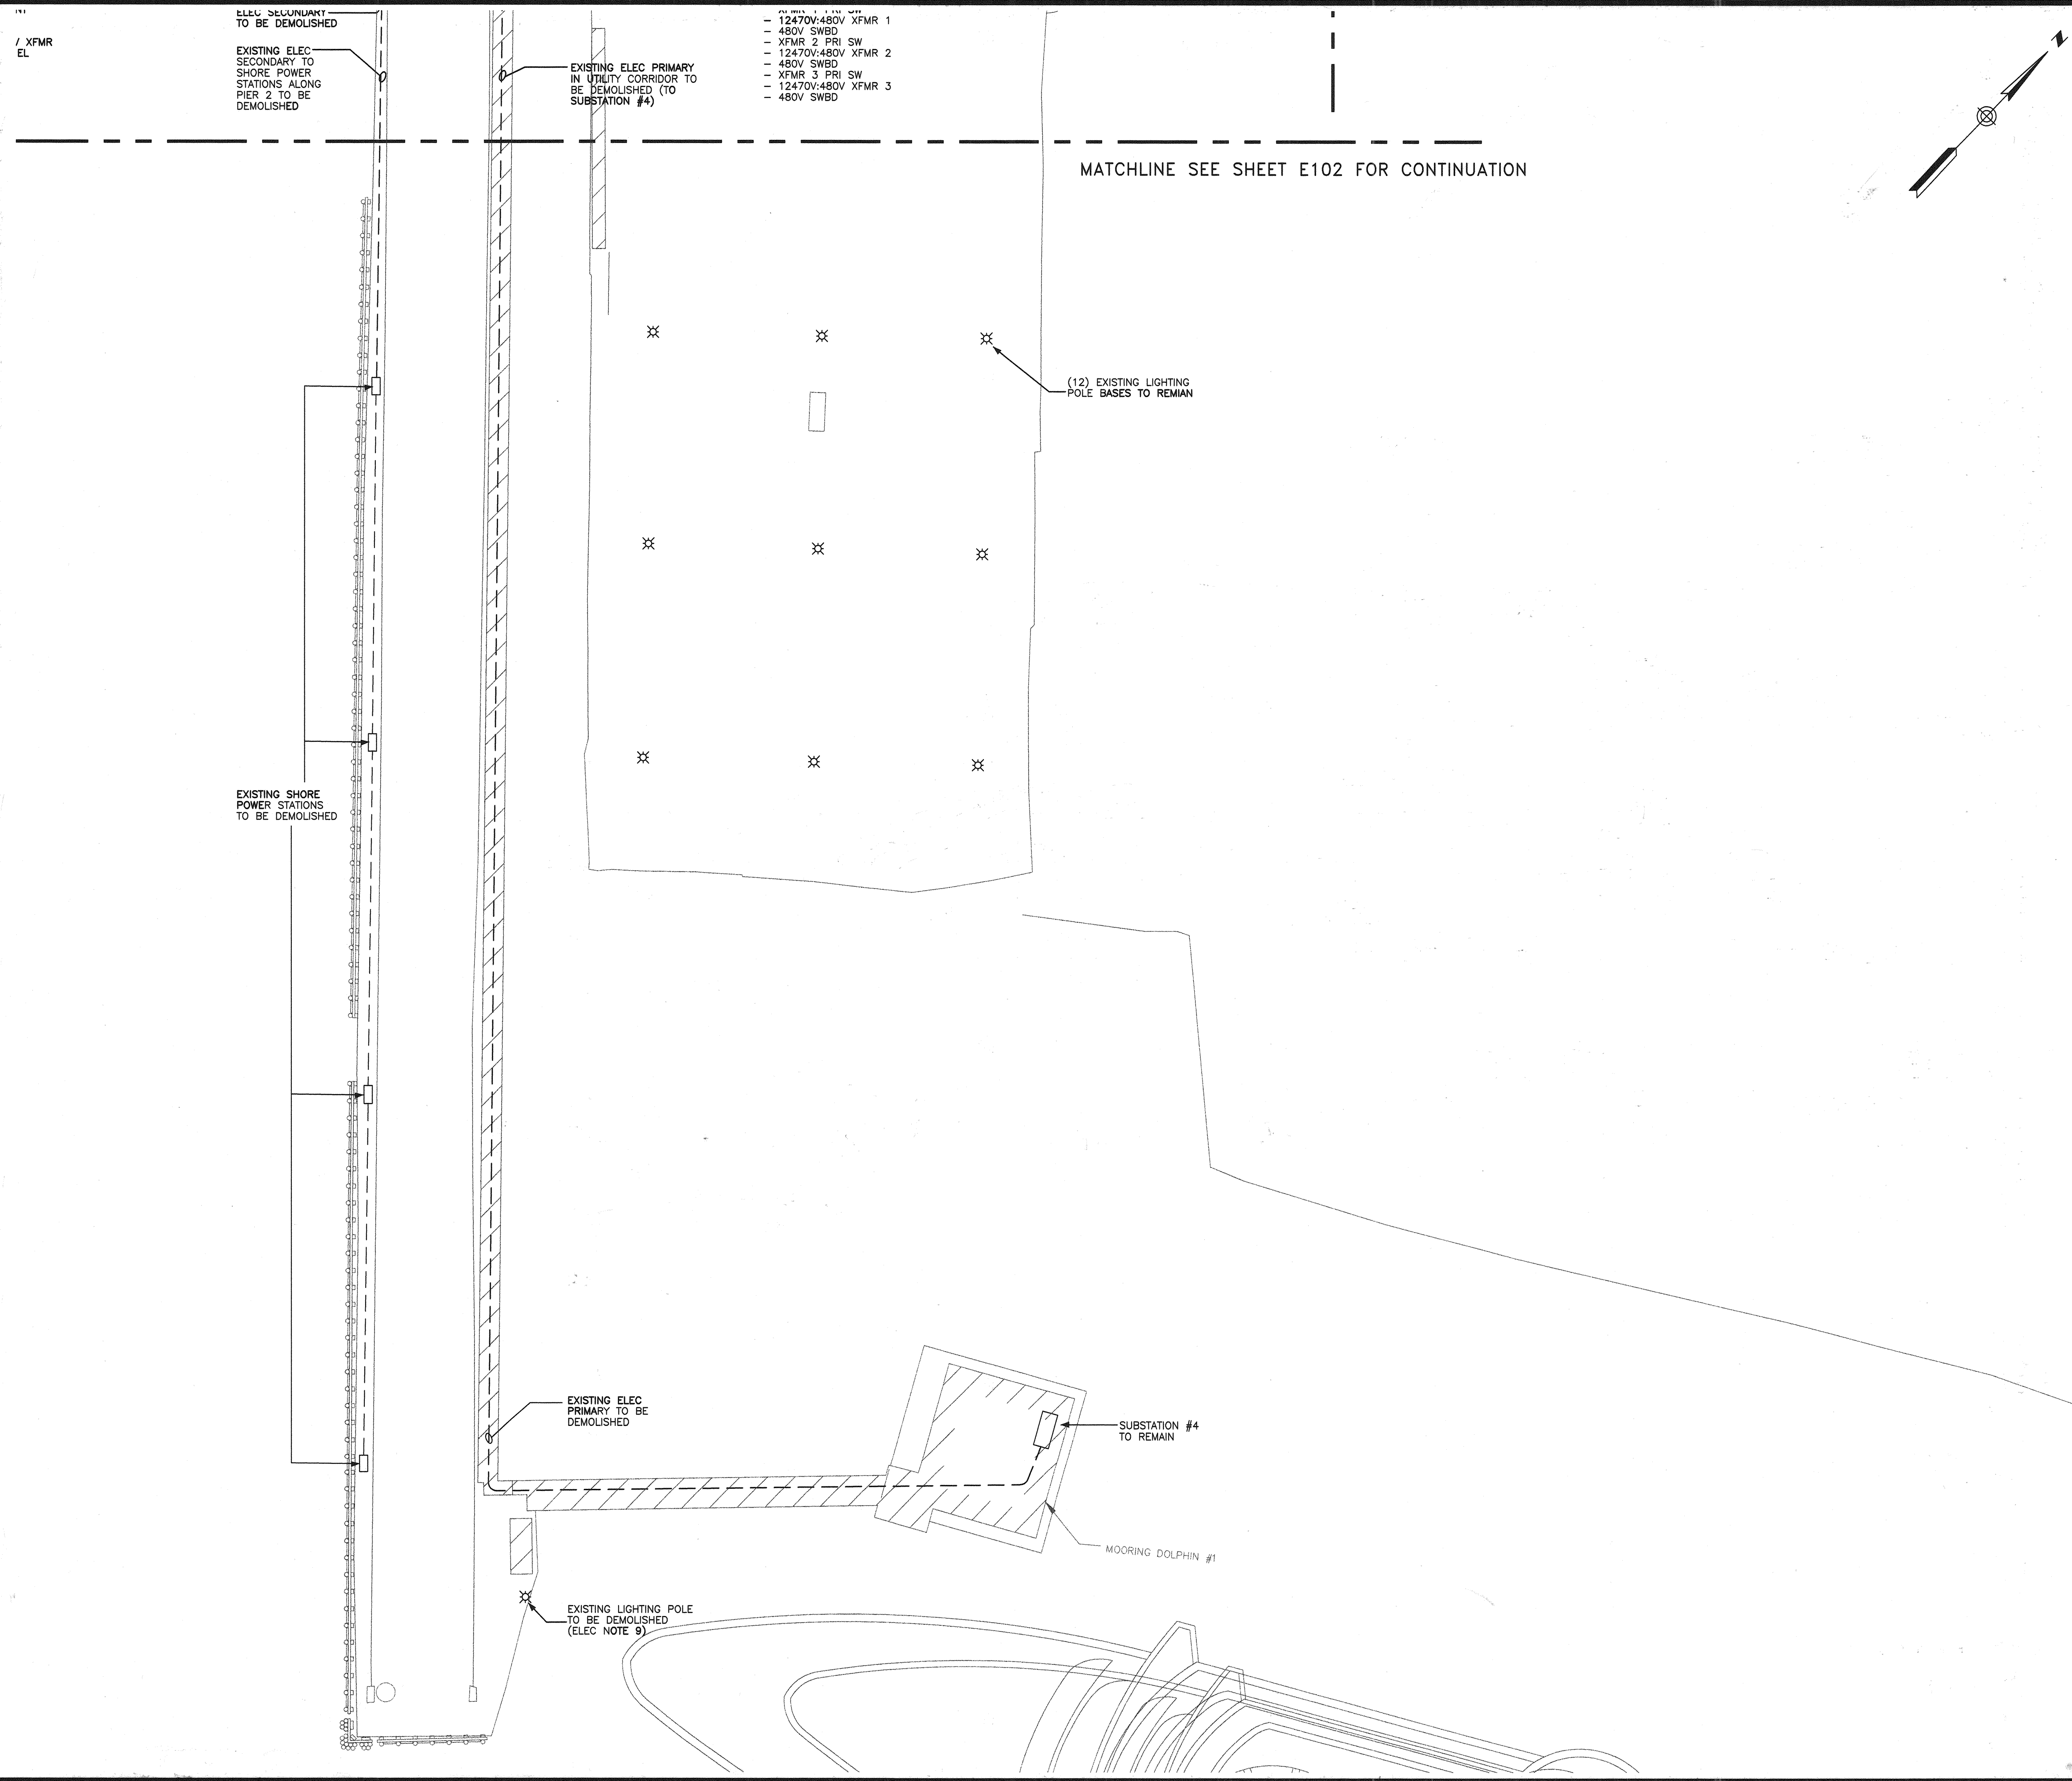 ELEC SECONDARY
TO BE DEMOLISHED
/ XFMR
EL
EXISTING ELEC
SECONDARY TO
SHORE POWER
STATIONS ALONG
PIER 2 TO BE
DEMOLISHED
EXISTING ELEC PRIMARY
IN UTILITY CORRIDOR TO
BE DEMOLISHED (TO
SUBSTATION #4)
XFMR 1 PRI SW
- 12470V:480V XFMR 1
- 480V SWBD
- XFMR 2 PRI SW
- 12470V:480V XFMR 2
- 480V SWBD
- XFMR 3 PRI SW
- 12470V:480V XFMR 3
- 480V SWBD
N
MATCHLINE SEE SHEET E102 FOR CONTINUATION
(12) EXISTING LIGHTING
POLE BASES TO REMIAN
EXISTING SHORE
POWER STATIONS
TO BE DEMOLISHED
EXISTING ELEC
PRIMARY TO BE
DEMOLISHED
SUBSTATION #4
TO REMAIN
MOORING DOLPHIN #1
EXISTING LIGHTING POLE
TO BE DEMOLISHED
(ELEC NOTE 9)